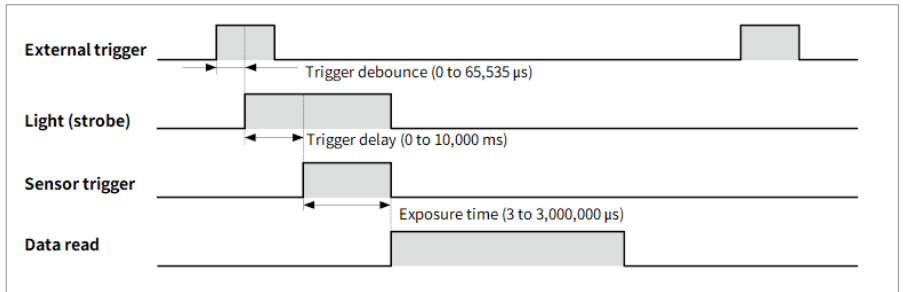 External trigger
Trigger debounce (0 to 65,535 µs)
Light (strobe)
Trigger delay (0 to 10,000 ms)
Sensor trigger
Exposure time (3 to 3,000,000 µs)
Data read